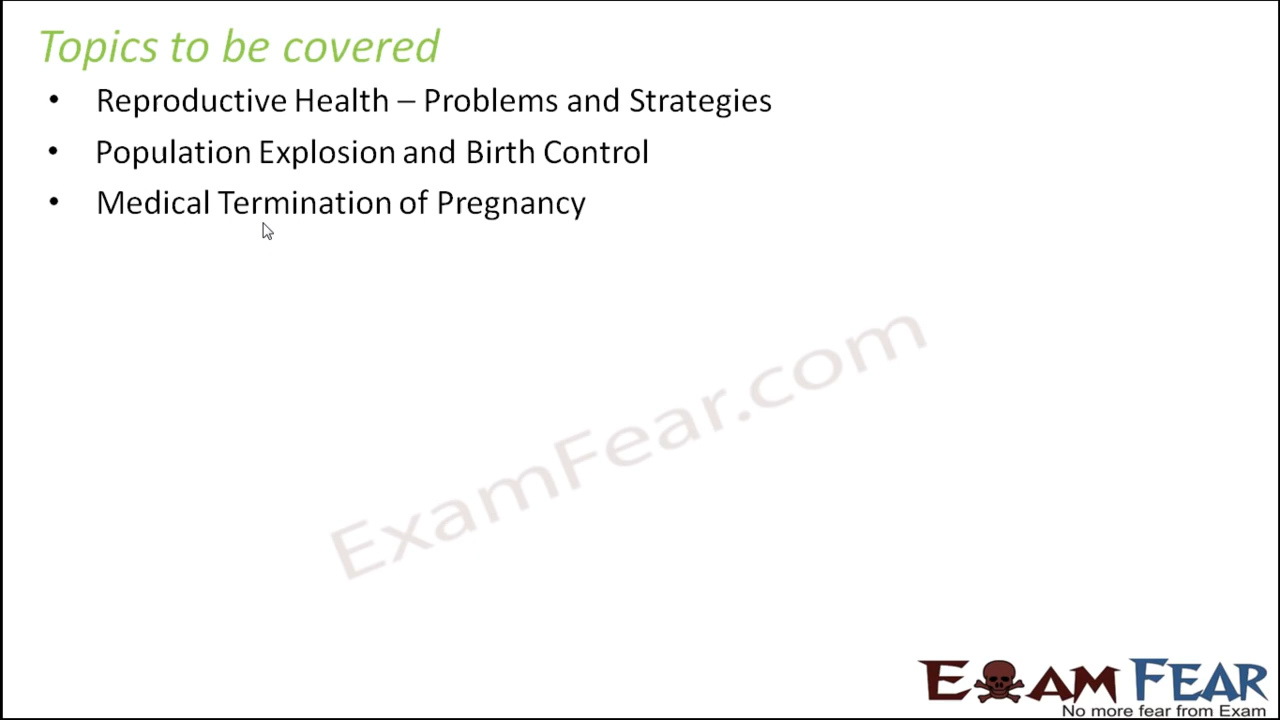 Topics to be covered
• Reproductive Health – Problems and Strategies
• Population Explosion and Birth Control
• Medical Termination of Pregnancy
ExamFear.com
EXAM FEAR
No more fear from Exam